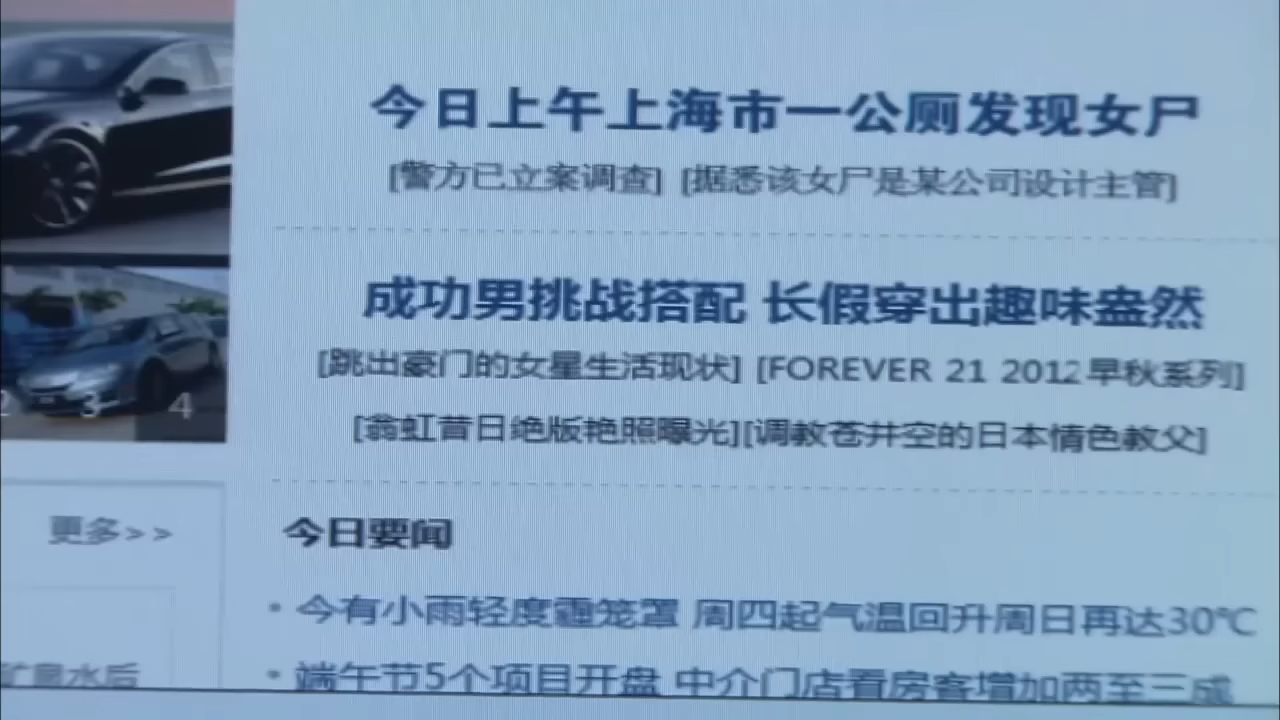 今日上午上海市一公厕发现女尸
[警方已立案调查] [据悉该女尸是某公司设计主管]
成功男挑战搭配 长假穿出趣味盎然
[跳出豪门的女星生活现状] [FOREVER 21 2012早秋系列]
[翁虹昔日绝版艳照曝光][调教苍井空的日本情色教父]
2 3 4
更多>>
今日要闻
• 今有小雨轻度霾笼罩 周四起气温回升周日再达30℃
• 端午节5个项目开盘 中介门店看房客增加两至三成
矿泉水后